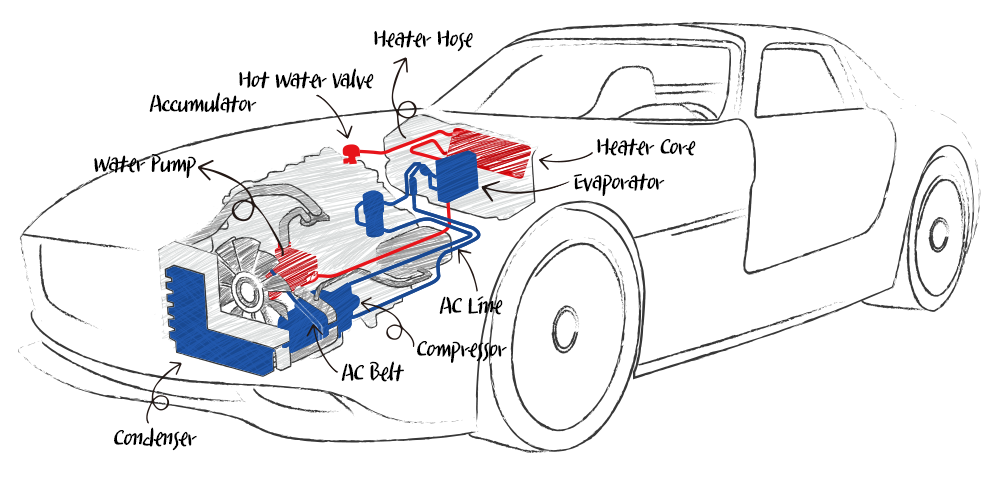 Heater Hose
Hot Water Valve
Accumulator
Water Pump
Heater Core
Evaporator
AC Line
Compressor
AC Belt
Condenser